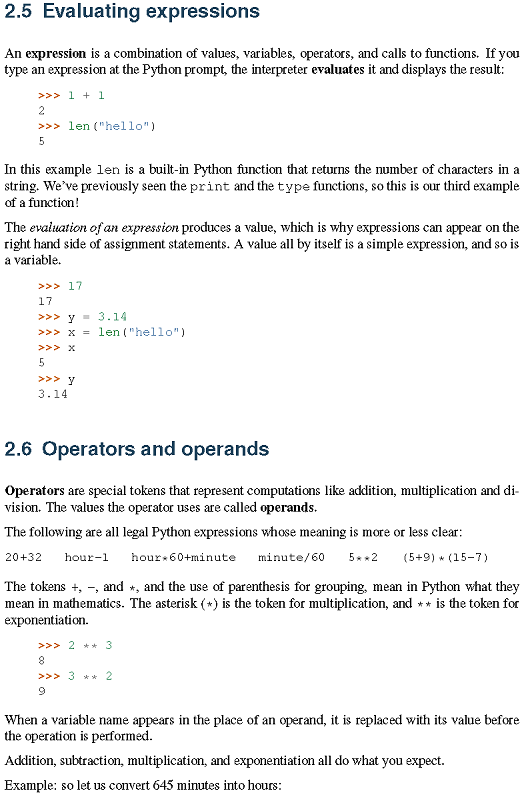 2.5 Evaluating expressions
An expression is a combination of values, variables, operators, and calls to functions. If you
type an expression at the Python prompt, the interpreter evaluates it and displays the result:
>>> 1 + 1
2
>>> len("hello")
5
In this example len is a built-in Python function that returns the number of characters in a
string. We've previously seen the print and the type functions, so this is our third example
of a function!
The evaluation of an expression produces a value, which is why expressions can appear on the
right hand side of assignment statements. A value all by itself is a simple expression, and so is
a variable.
>>> 17
17
>>> y = 3.14
>>> x = len("hello")
>>> x
5
>>> y
3.14
2.6 Operators and operands
Operators are special tokens that represent computations like addition, multiplication and di-
vision. The values the operator uses are called operands.
The following are all legal Python expressions whose meaning is more or less clear:
20+32 hour-1 hour*60+minute minute/60 5**2 (5+9)*(15-7)
The tokens +, -, and *, and the use of parenthesis for grouping, mean in Python what they
mean in mathematics. The asterisk (*) is the token for multiplication, and ** is the token for
exponentiation.
>>> 2 ** 3
8
>>> 3 ** 2
9
When a variable name appears in the place of an operand, it is replaced with its value before
the operation is performed.
Addition, subtraction, multiplication, and exponentiation all do what you expect.
Example: so let us convert 645 minutes into hours: